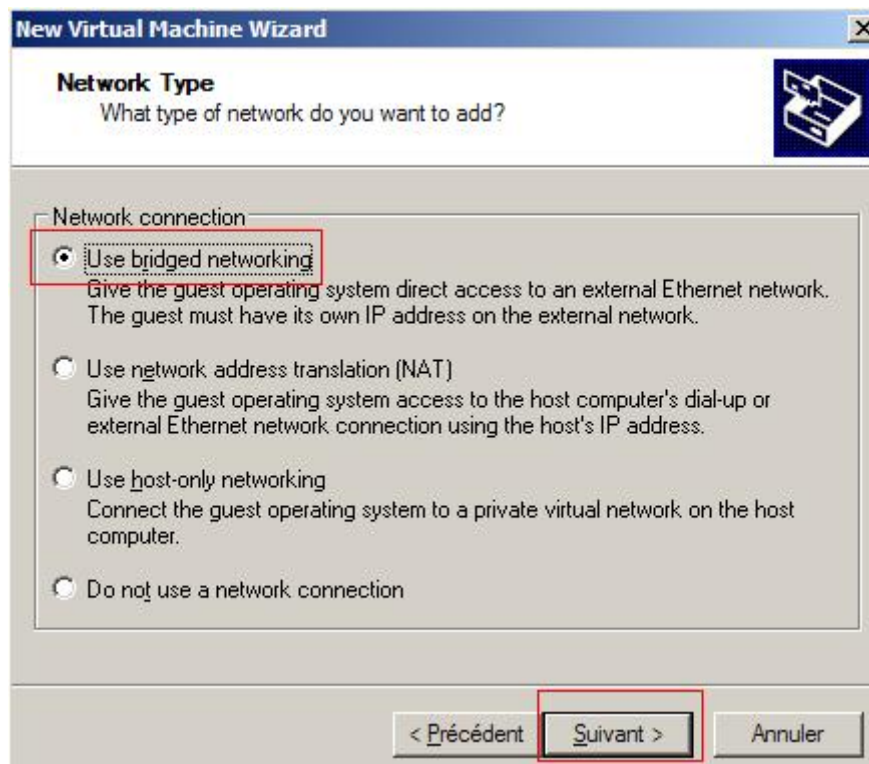 New Virtual Machine Wizard
Network Type
What type of network do you want to add?
Network connection
Use bridged networking
Give the guest operating system direct access to an external Ethernet network.
The guest must have its own IP address on the external network.
Use network address translation (NAT)
Give the guest operating system access to the host computer's dial-up or
external Ethernet network connection using the host's IP address.
Use host-only networking
Connect the guest operating system to a private virtual network on the host
computer.
Do not use a network connection
< Précédent
Suivant >
Annuler